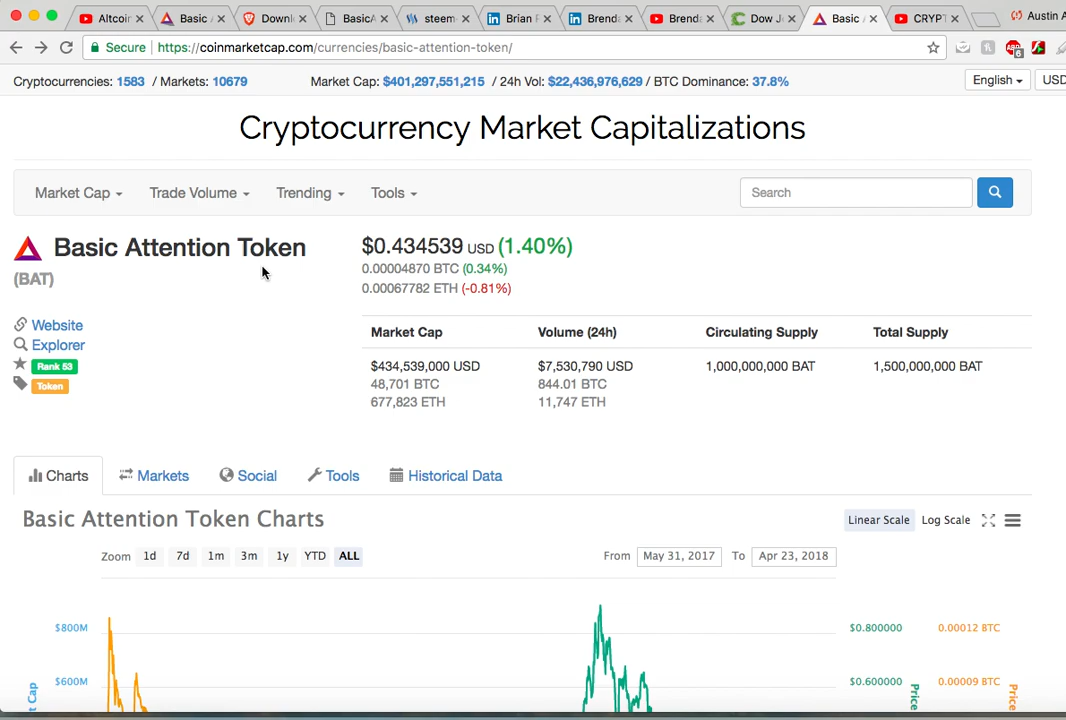 Altcoi
Basic
Downl
BasicA
steem
Brian F
Brenda
Brenda
Dow J
Basic
CRYPT
Austin A
Secure
https://coinmarketcap.com/currencies/basic-attention-token/
Cryptocurrencies: 1583 / Markets: 10679
Market Cap: $401,297,551,215 / 24h Vol: $22,436,976,629 / BTC Dominance: 37.8%
English
USD
Cryptocurrency Market Capitalizations
Market Cap
Trade Volume
Trending
Tools
Search
Basic Attention Token
(BAT)
$0.434539 USD (1.40%)
0.00004870 BTC (0.34%)
0.00067782 ETH (-0.81%)
Website
Explorer
Rank 53
Token
Market Cap Volume (24h) Circulating Supply Total Supply
$434,539,000 USD $7,530,790 USD 1,000,000,000 BAT 1,500,000,000 BAT
48,701 BTC 844.01 BTC
677,823 ETH 11,747 ETH
Charts
Markets
Social
Tools
Historical Data
Basic Attention Token Charts
Linear Scale
Log Scale
Zoom 1d 7d 1m 3m 1y YTD ALL
From May 31, 2017 To Apr 23, 2018
$800M
$0.800000
0.00012 BTC
$600M
$0.600000
0.00009 BTC
t Cap
Price
Price